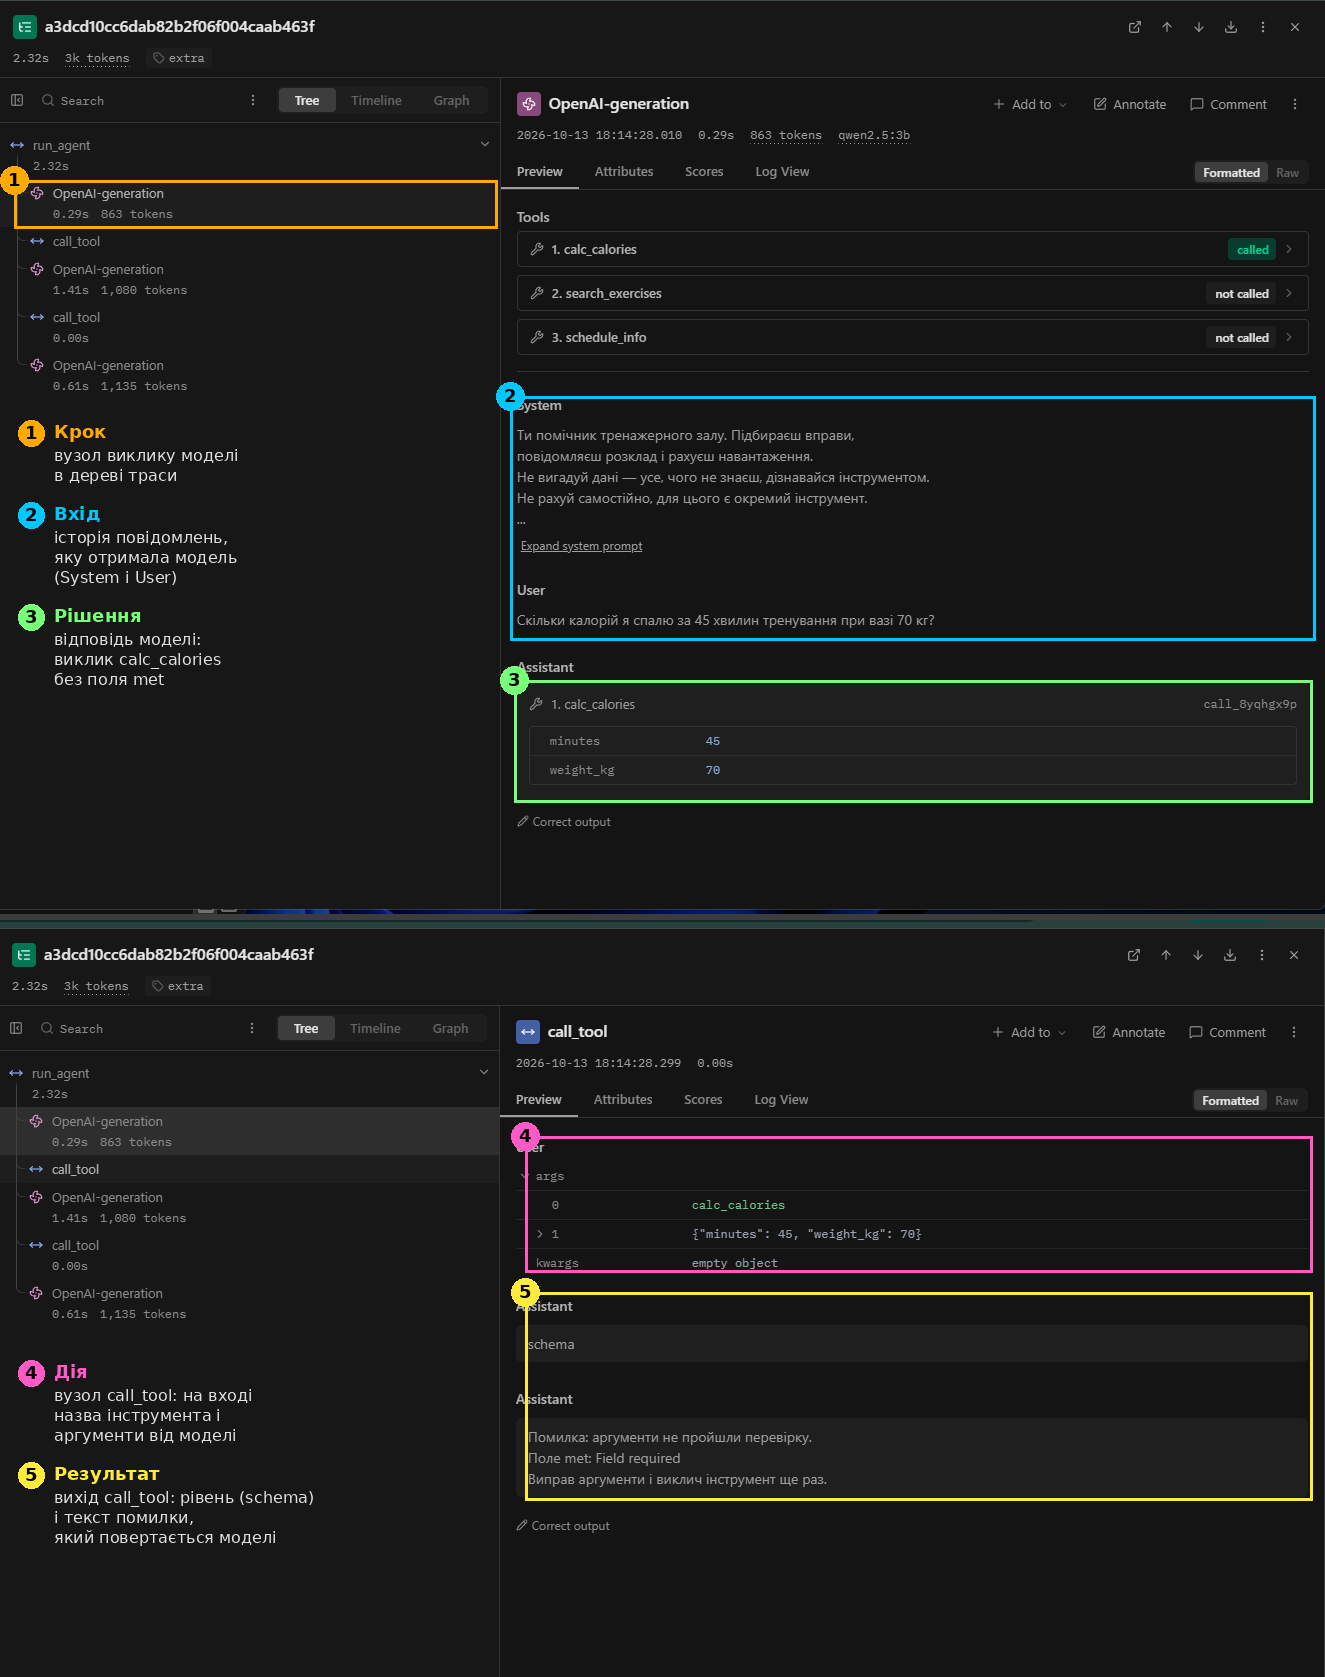 a3dcd10cc6dab82b2f06f004caab463f
2.32s 3k tokens extra
Search Tree Timeline Graph
run_agent
2.32s
1
OpenAI-generation
0.29s 863 tokens
call_tool
OpenAI-generation
1.41s 1,080 tokens
call_tool
0.00s
OpenAI-generation
0.61s 1,135 tokens
1 Крок
вузол виклику моделі
в дереві траси
2 Вхід
історія повідомлень,
яку отримала модель
(System і User)
3 Рішення
відповідь моделі:
виклик calc_calories
без поля met
OpenAI-generation
Add to Annotate Comment
2026-10-13 18:14:28.010 0.29s 863 tokens qwen2.5:3b
Preview Attributes Scores Log View Formatted Raw
Tools
1. calc_calories called
2. search_exercises not called
3. schedule_info not called
2
System
Ти помічник тренажерного залу. Підбираєш вправи,
повідомляєш розклад і рахуєш навантаження.
Не вигадуй дані — усе, чого не знаєш, дізнавайся інструментом.
Не рахуй самостійно, для цього є окремий інструмент.
...
Expand system prompt
User
Скільки калорій я спалю за 45 хвилин тренування при вазі 70 кг?
Assistant
3
1. calc_calories call_8yqhgx9p
minutes 45
weight_kg 70
Correct output
a3dcd10cc6dab82b2f06f004caab463f
2.32s 3k tokens extra
Search Tree Timeline Graph
run_agent
2.32s
OpenAI-generation
0.29s 863 tokens
call_tool
OpenAI-generation
1.41s 1,080 tokens
call_tool
0.00s
OpenAI-generation
0.61s 1,135 tokens
4 Дія
вузол call_tool: на вході
назва інструмента і
аргументи від моделі
5 Результат
вихід call_tool: рівень (schema)
і текст помилки,
який повертається моделі
call_tool
Add to Annotate Comment
2026-10-13 18:14:28.299 0.00s
Preview Attributes Scores Log View Formatted Raw
4
User
args
0 calc_calories
1 {"minutes": 45, "weight_kg": 70}
kwargs empty object
5
Assistant
schema
Assistant
Помилка: аргументи не пройшли перевірку.
Поле met: Field required
Виправ аргументи і виклич інструмент ще раз.
Correct output